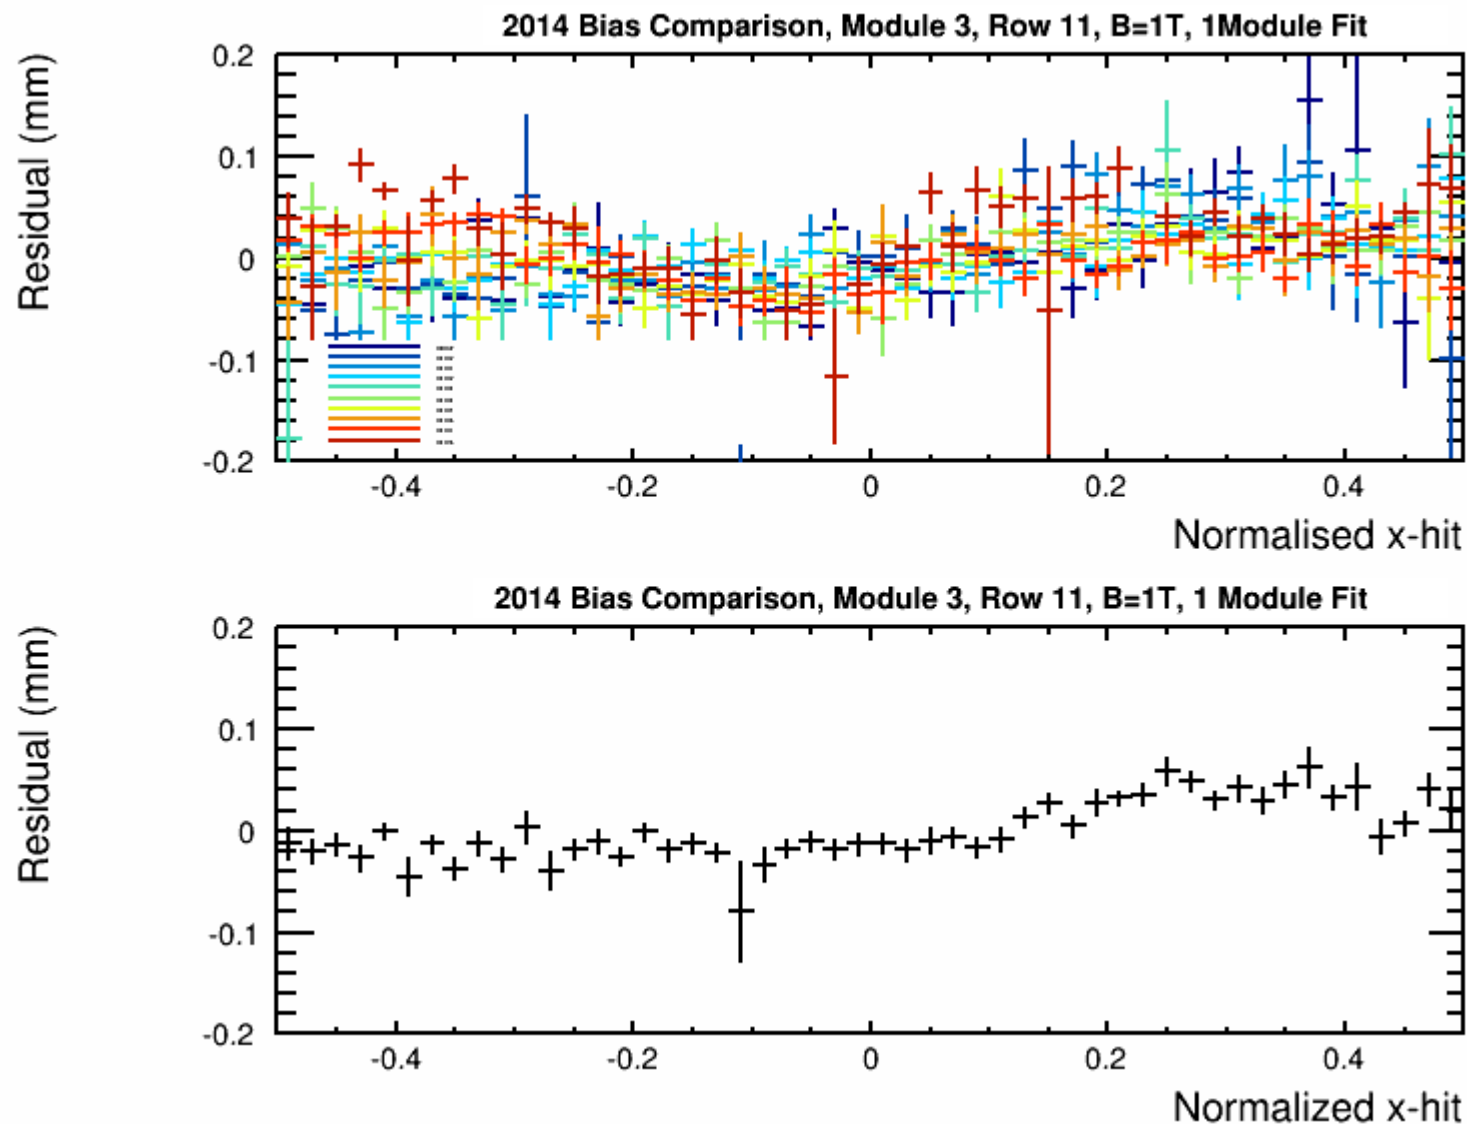 2014 Bias Comparison, Module 3, Row 11, B=1T, 1Module Fit
Residual (mm)
0.2
0.1
0
-0.1
-0.2
-0.4 -0.2 0 0.2 0.4
Normalised x-hit
2014 Bias Comparison, Module 3, Row 11, B=1T, 1 Module Fit
Residual (mm)
0.2
0.1
0
-0.1
-0.2
-0.4 -0.2 0 0.2 0.4
Normalized x-hit